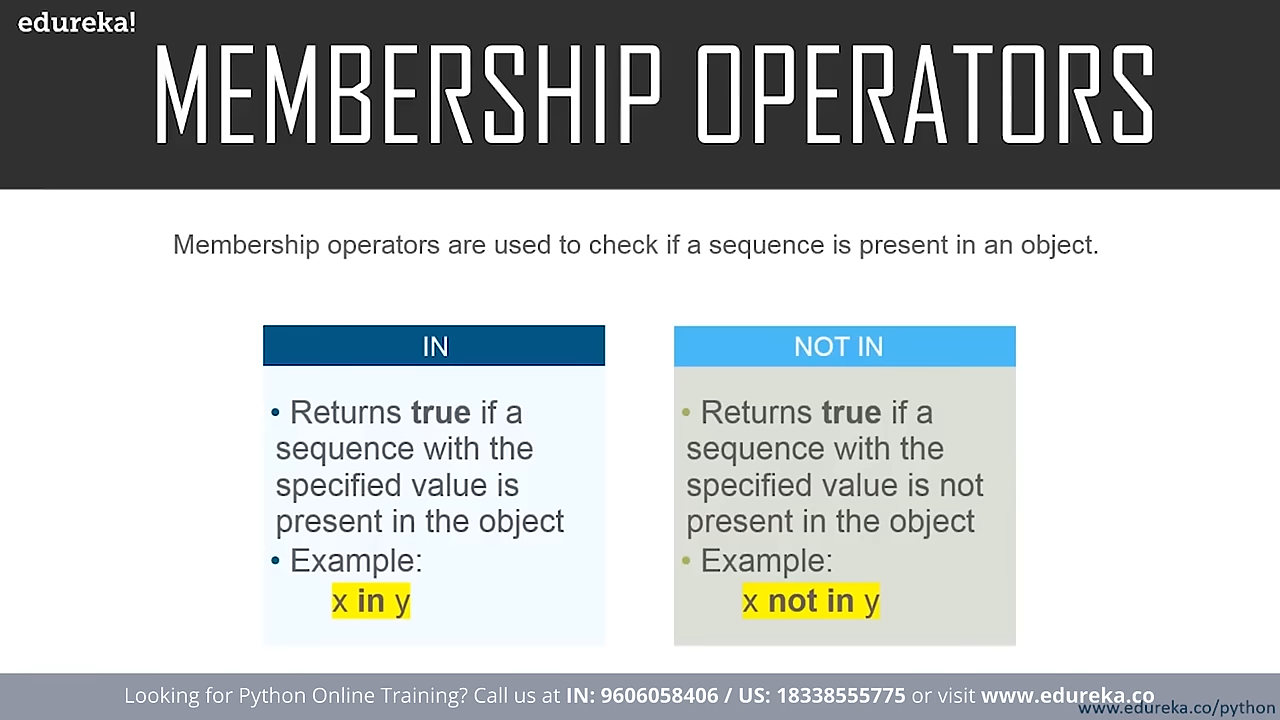 edureka!
MEMBERSHIP OPERATORS
Membership operators are used to check if a sequence is present in an object.
IN
• Returns true if a
sequence with the
specified value is
present in the object
• Example:
x in y
NOT IN
• Returns true if a
sequence with the
specified value is not
present in the object
• Example:
x not in y
Looking for Python Online Training? Call us at IN: 9606058406 / US: 18338555775 or visit www.edureka.co
www.edureka.co/python